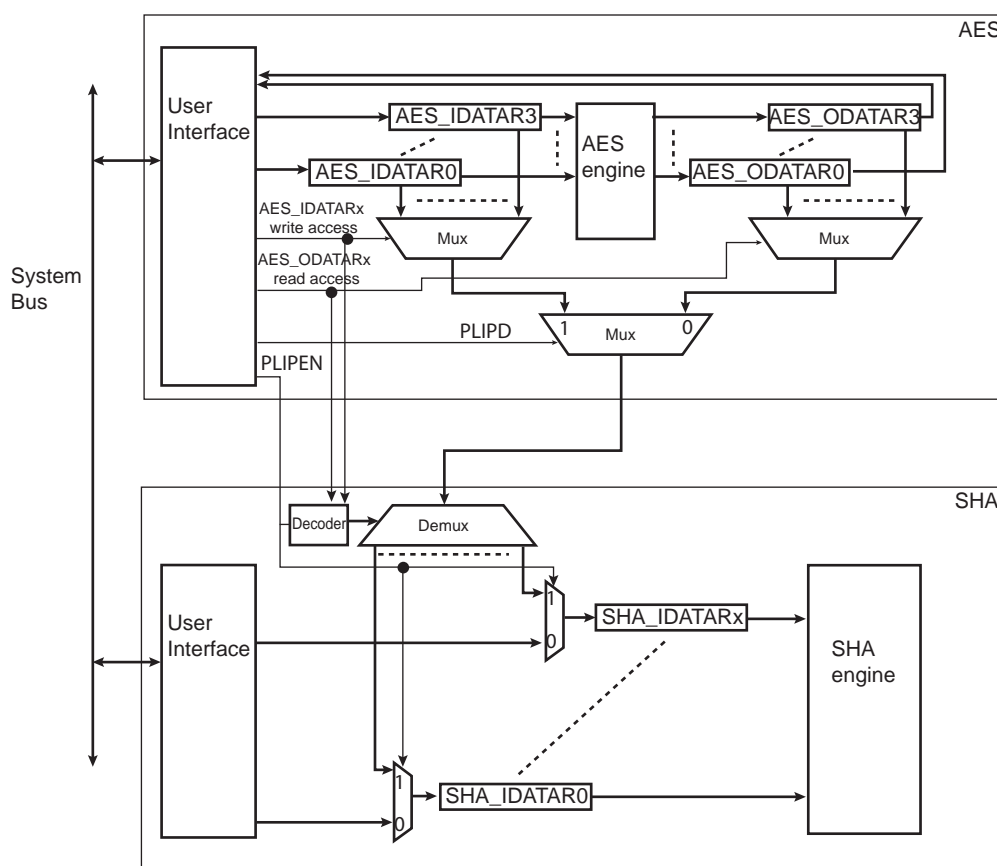 AES
User
Interface
AES_IDATAR3
AES_ODATAR3
AES
engine
AES_IDATAR0
AES_ODATAR0
AES_IDATARx
write access
Mux
Mux
AES_ODATARx
read access
System
Bus
1
Mux
0
PLIPD
PLIPEN
SHA
Decoder
Demux
User
Interface
1
0
SHA_IDATARx
SHA
engine
1
0
SHA_IDATAR0